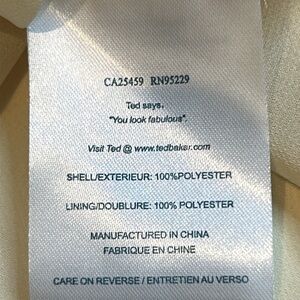 CA25459 RN95229
Ted says.
"You look fabulous".
Visit Ted @ www.tedbaker.com
SHELL/EXTERIEUR: 100%POLYESTER
LINING/DOUBLURE: 100% POLYESTER
MANUFACTURED IN CHINA
FABRIQUE EN CHINE
CARE ON REVERSE / ENTRETIEN AU VERSO